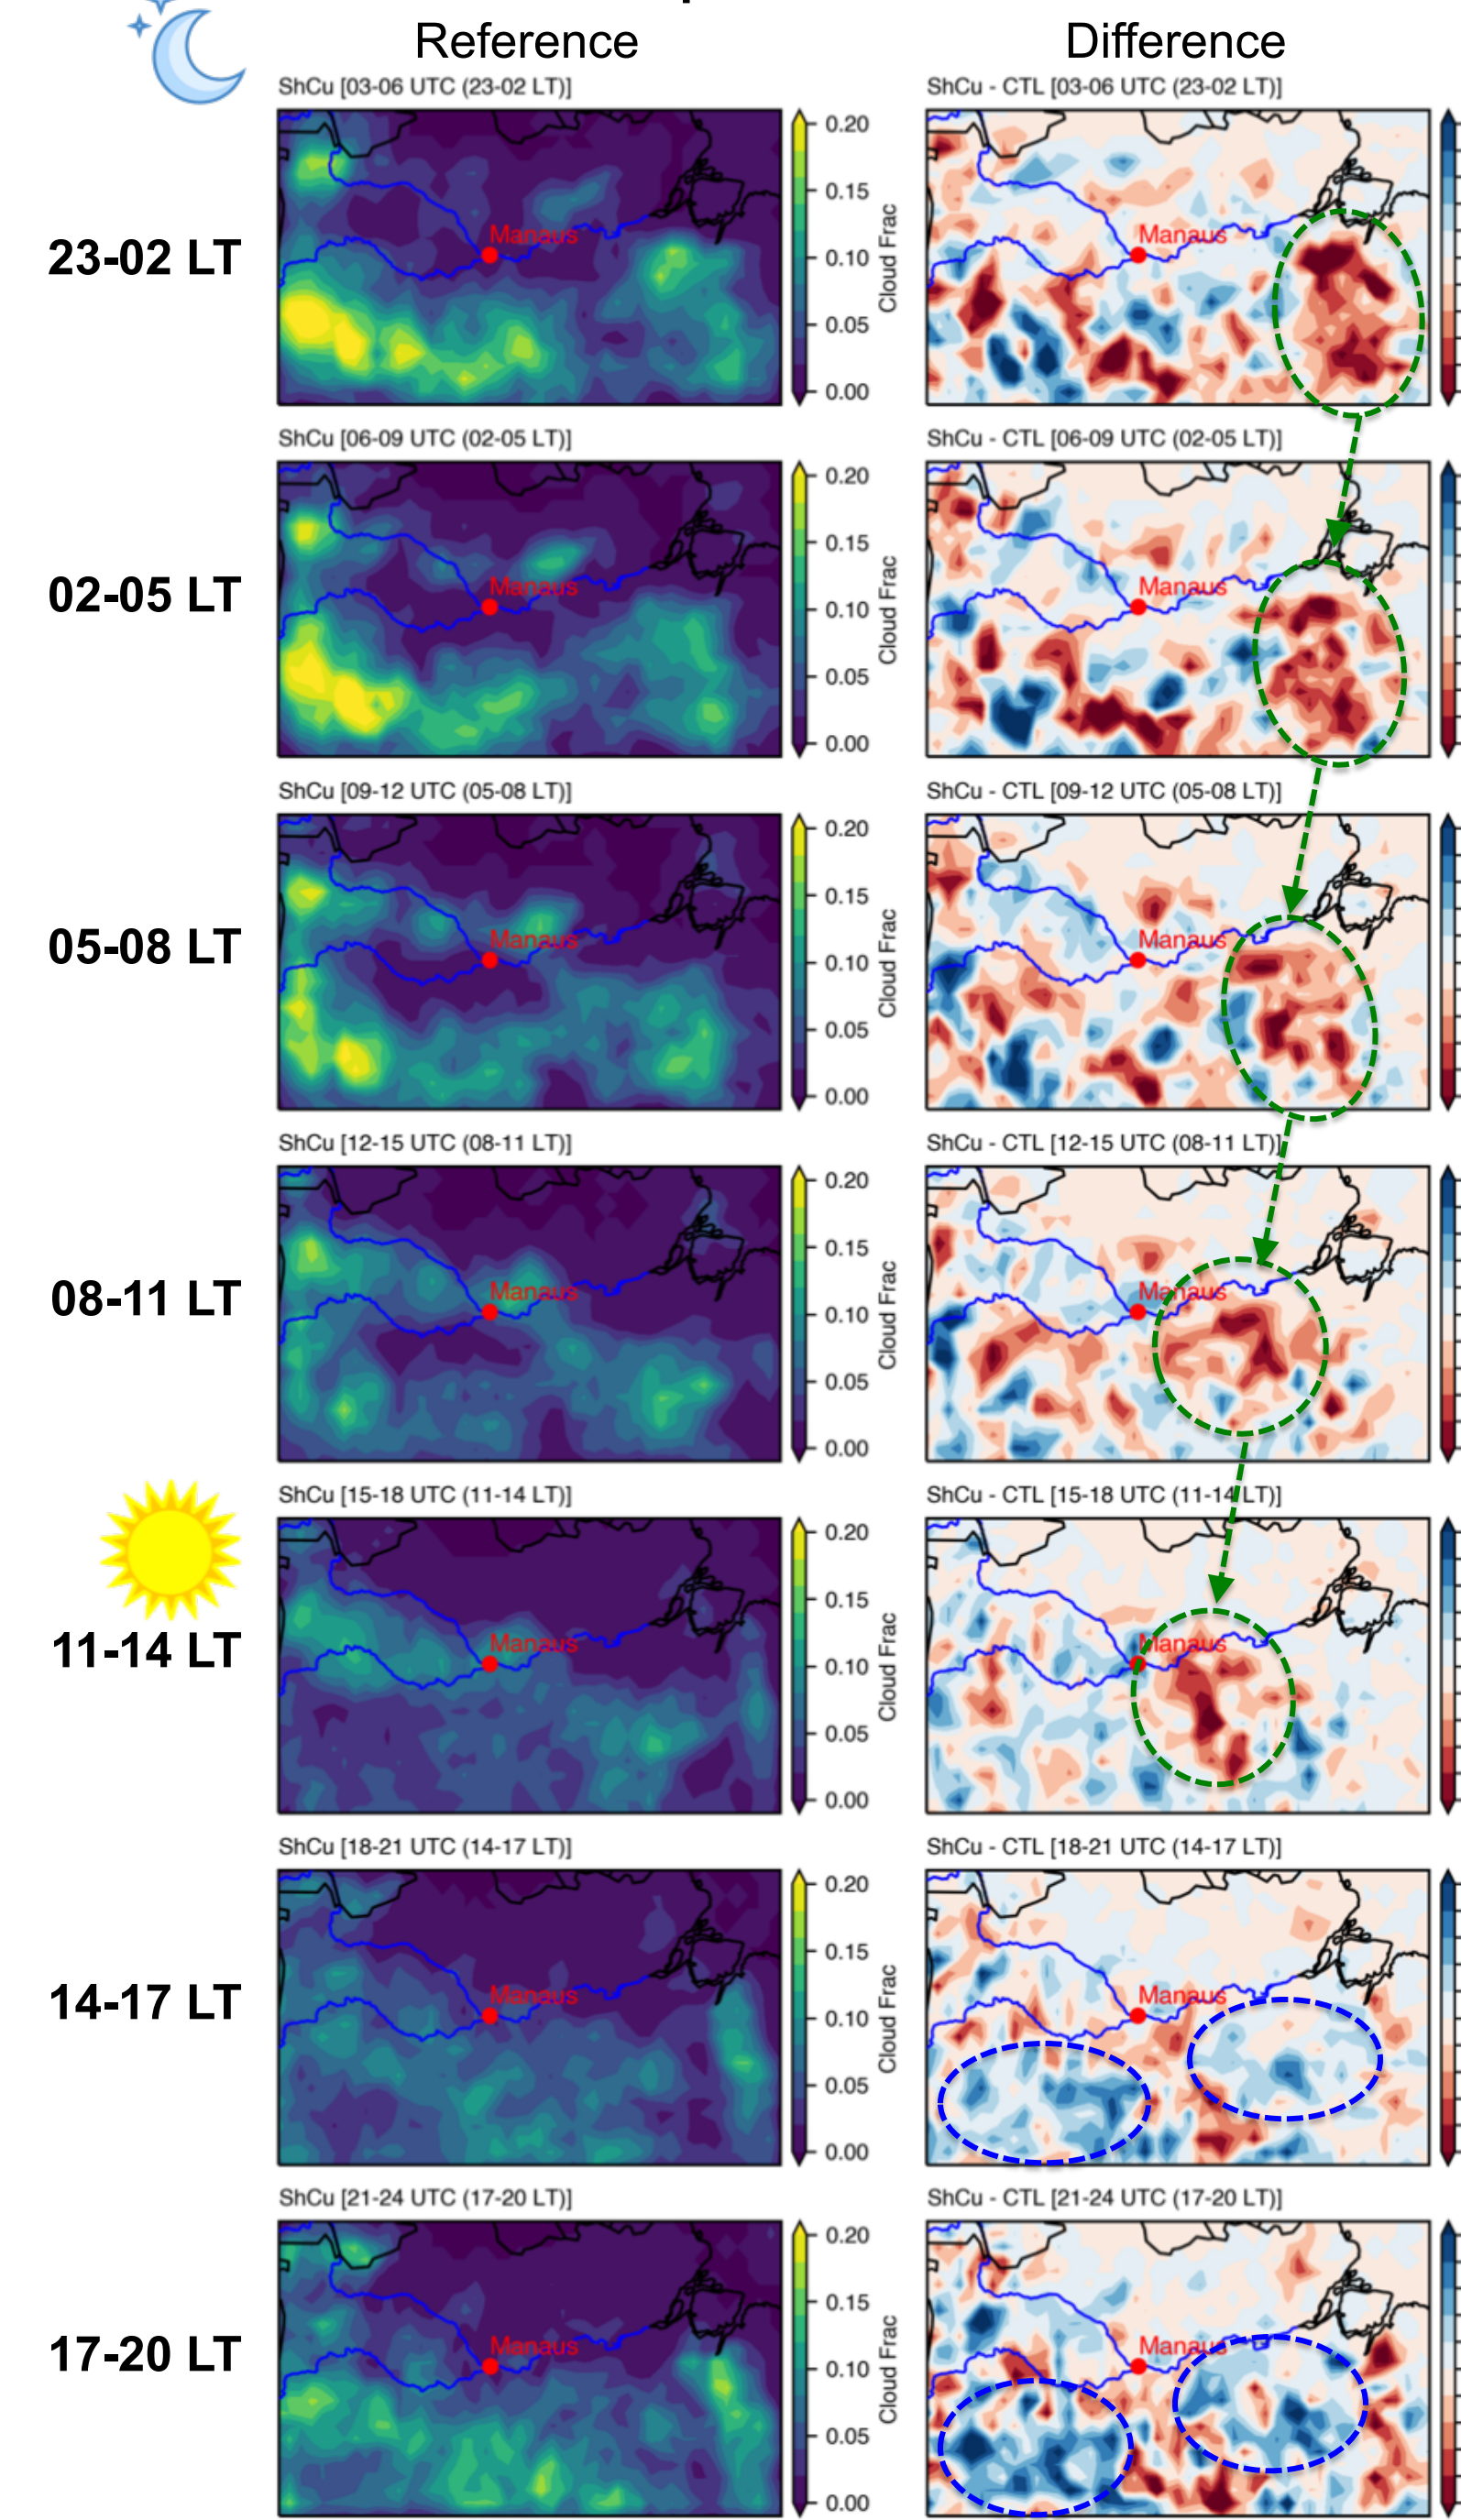 Reference
Difference
ShCu [03-06 UTC (23-02 LT)]
ShCu - CTL [03-06 UTC (23-02 LT)]
23-02 LT
Manaus
0.20
0.15
0.10
0.05
0.00
Cloud Frac
Manaus
ShCu [06-09 UTC (02-05 LT)]
ShCu - CTL [06-09 UTC (02-05 LT)]
02-05 LT
Manaus
0.20
0.15
0.10
0.05
0.00
Cloud Frac
Manaus
ShCu [09-12 UTC (05-08 LT)]
ShCu - CTL [09-12 UTC (05-08 LT)]
05-08 LT
Manaus
0.20
0.15
0.10
0.05
0.00
Cloud Frac
Manaus
ShCu [12-15 UTC (08-11 LT)]
ShCu - CTL [12-15 UTC (08-11 LT)]
08-11 LT
Manaus
0.20
0.15
0.10
0.05
0.00
Cloud Frac
Manaus
ShCu [15-18 UTC (11-14 LT)]
ShCu - CTL [15-18 UTC (11-14 LT)]
11-14 LT
Manaus
0.20
0.15
0.10
0.05
0.00
Cloud Frac
Manaus
ShCu [18-21 UTC (14-17 LT)]
ShCu - CTL [18-21 UTC (14-17 LT)]
14-17 LT
Manaus
0.20
0.15
0.10
0.05
0.00
Cloud Frac
Manaus
ShCu [21-24 UTC (17-20 LT)]
ShCu - CTL [21-24 UTC (17-20 LT)]
17-20 LT
Manaus
0.20
0.15
0.10
0.05
0.00
Cloud Frac
Manaus